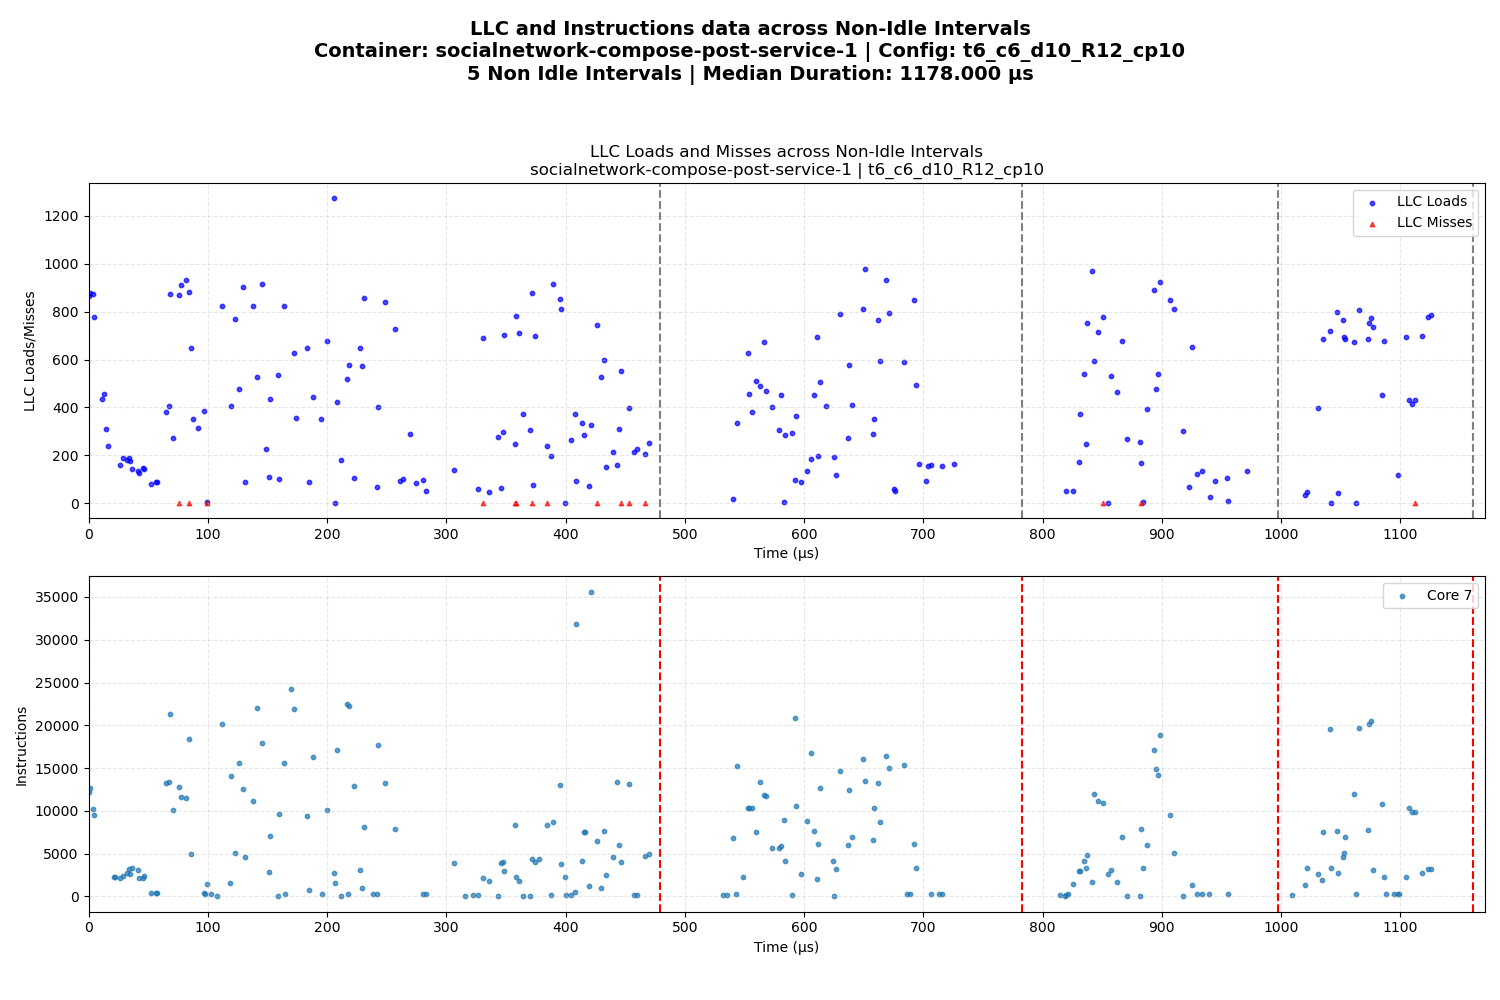 LLC and Instructions data across Non-Idle Intervals
Container: socialnetwork-compose-post-service-1 | Config: t6_c6_d10_R12_cp10
5 Non Idle Intervals | Median Duration: 1178.000 µs
LLC Loads and Misses across Non-Idle Intervals
socialnetwork-compose-post-service-1 | t6_c6_d10_R12_cp10
LLC Loads
LLC Misses
LLC Loads/Misses
1200
1000
800
600
400
200
0
0 100 200 300 400 500 600 700 800 900 1000 1100
Time (µs)
Core 7
Instructions
35000
30000
25000
20000
15000
10000
5000
0
0 100 200 300 400 500 600 700 800 900 1000 1100
Time (µs)